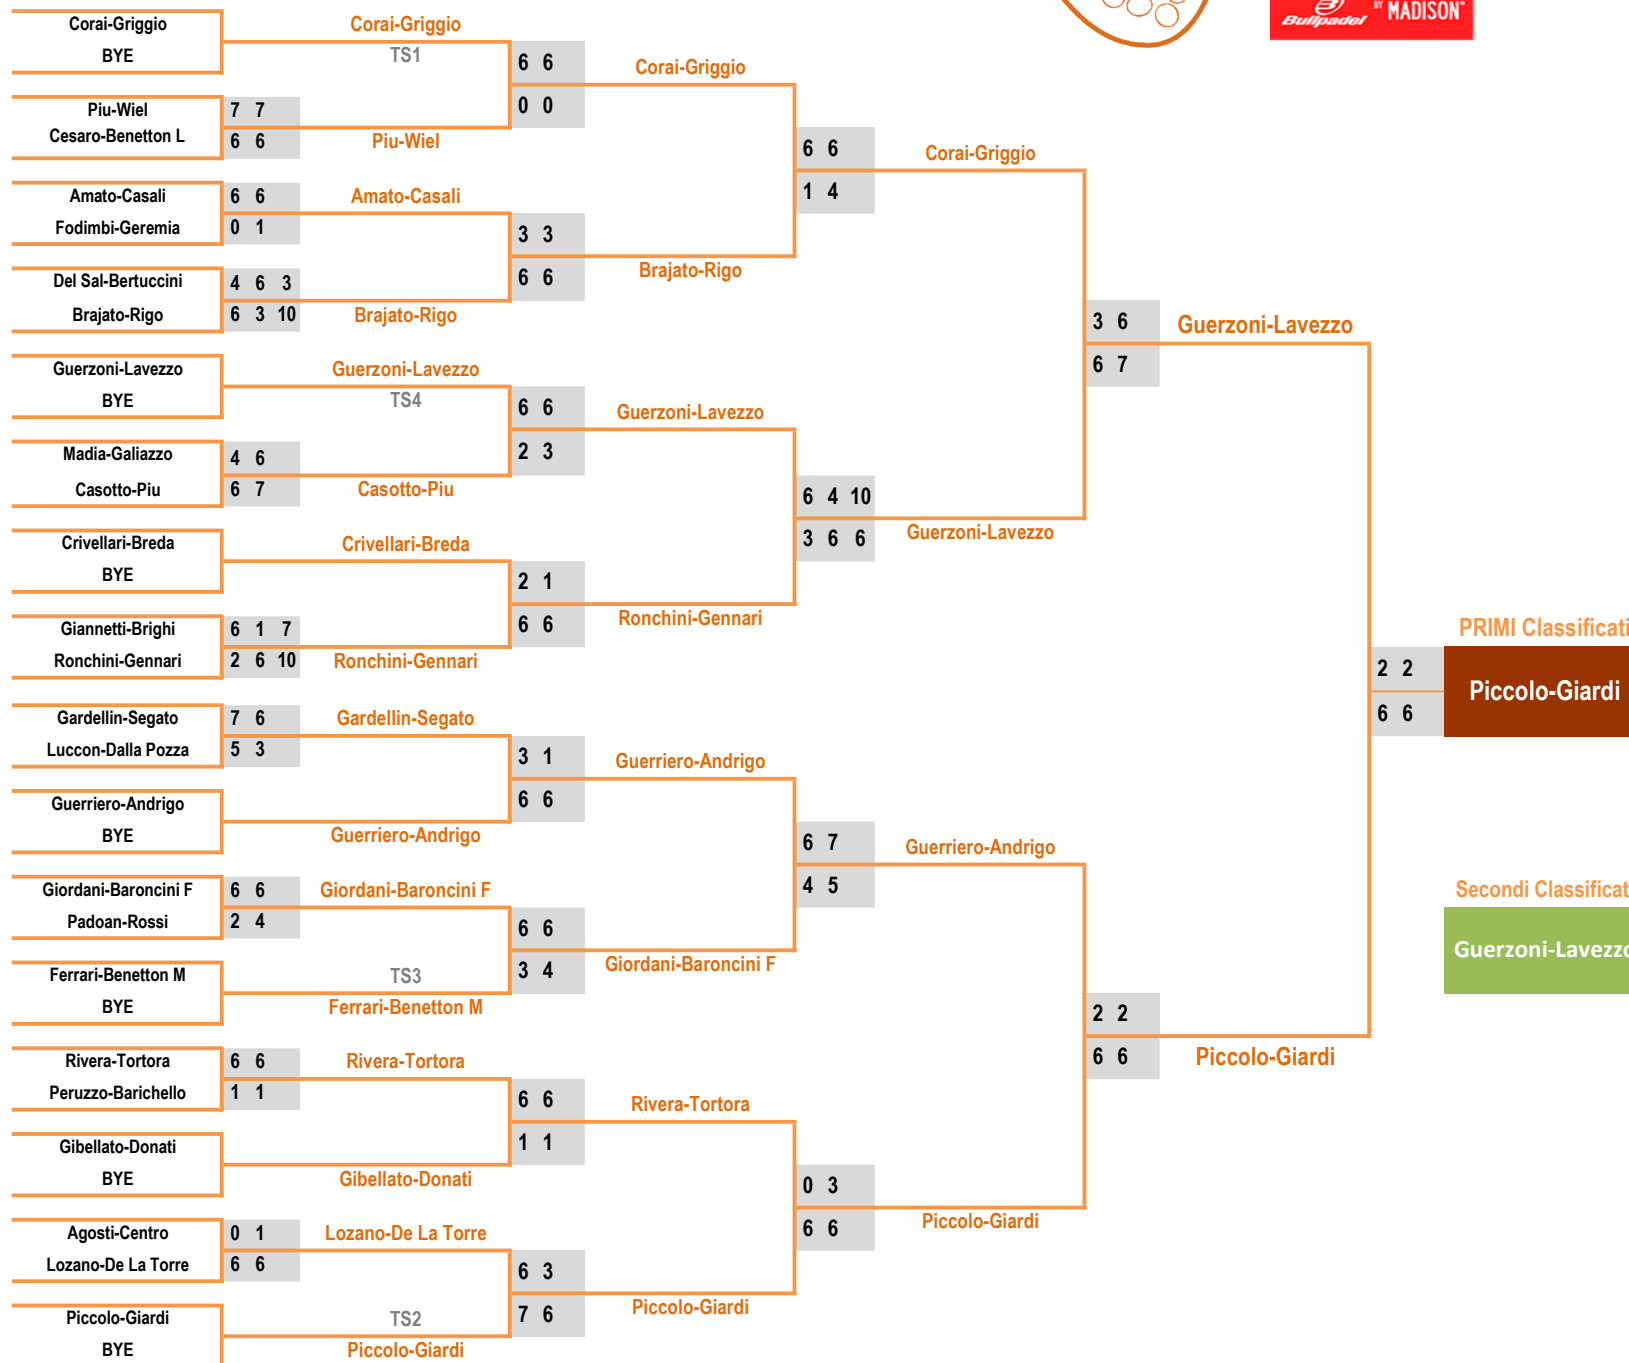 Bullpadel BY MADISON
Corai-Griggio
BYE
Corai-Griggio
TS1
6 6
0 0
Corai-Griggio
Piu-Wiel
Cesaro-Benetton L
7 7
6 6
Piu-Wiel
6 6
1 4
Corai-Griggio
Amato-Casali
Fodimbi-Geremia
6 6
0 1
Amato-Casali
3 3
6 6
Brajato-Rigo
Del Sal-Bertuccini
Brajato-Rigo
4 6 3
6 3 10
Brajato-Rigo
3 6
6 7
Guerzoni-Lavezzo
Guerzoni-Lavezzo
BYE
Guerzoni-Lavezzo
TS4
6 6
2 3
Guerzoni-Lavezzo
Madia-Galiazzo
Casotto-Piu
4 6
6 7
Casotto-Piu
6 4 10
3 6 6
Guerzoni-Lavezzo
Crivellari-Breda
BYE
Crivellari-Breda
2 1
6 6
Ronchini-Gennari
Giannetti-Brighi
Ronchini-Gennari
6 1 7
2 6 10
Ronchini-Gennari
2 2
6 6
PRIMI Classificati
Piccolo-Giardi
Gardellin-Segato
Luccon-Dalla Pozza
7 6
5 3
Gardellin-Segato
3 1
6 6
Guerriero-Andrigo
Guerriero-Andrigo
BYE
Guerriero-Andrigo
6 7
4 5
Guerriero-Andrigo
Giordani-Baroncini F
Padoan-Rossi
6 6
2 4
Giordani-Baroncini F
6 6
3 4
Giordani-Baroncini F
Secondi Classificat
Guerzoni-Lavezzo
Ferrari-Benetton M
BYE
TS3
Ferrari-Benetton M
2 2
6 6
Piccolo-Giardi
Rivera-Tortora
Peruzzo-Barichello
6 6
1 1
Rivera-Tortora
6 6
1 1
Rivera-Tortora
Gibellato-Donati
BYE
Gibellato-Donati
0 3
6 6
Piccolo-Giardi
Agosti-Centro
Lozano-De La Torre
0 1
6 6
Lozano-De La Torre
6 3
7 6
Piccolo-Giardi
Piccolo-Giardi
BYE
TS2
Piccolo-Giardi